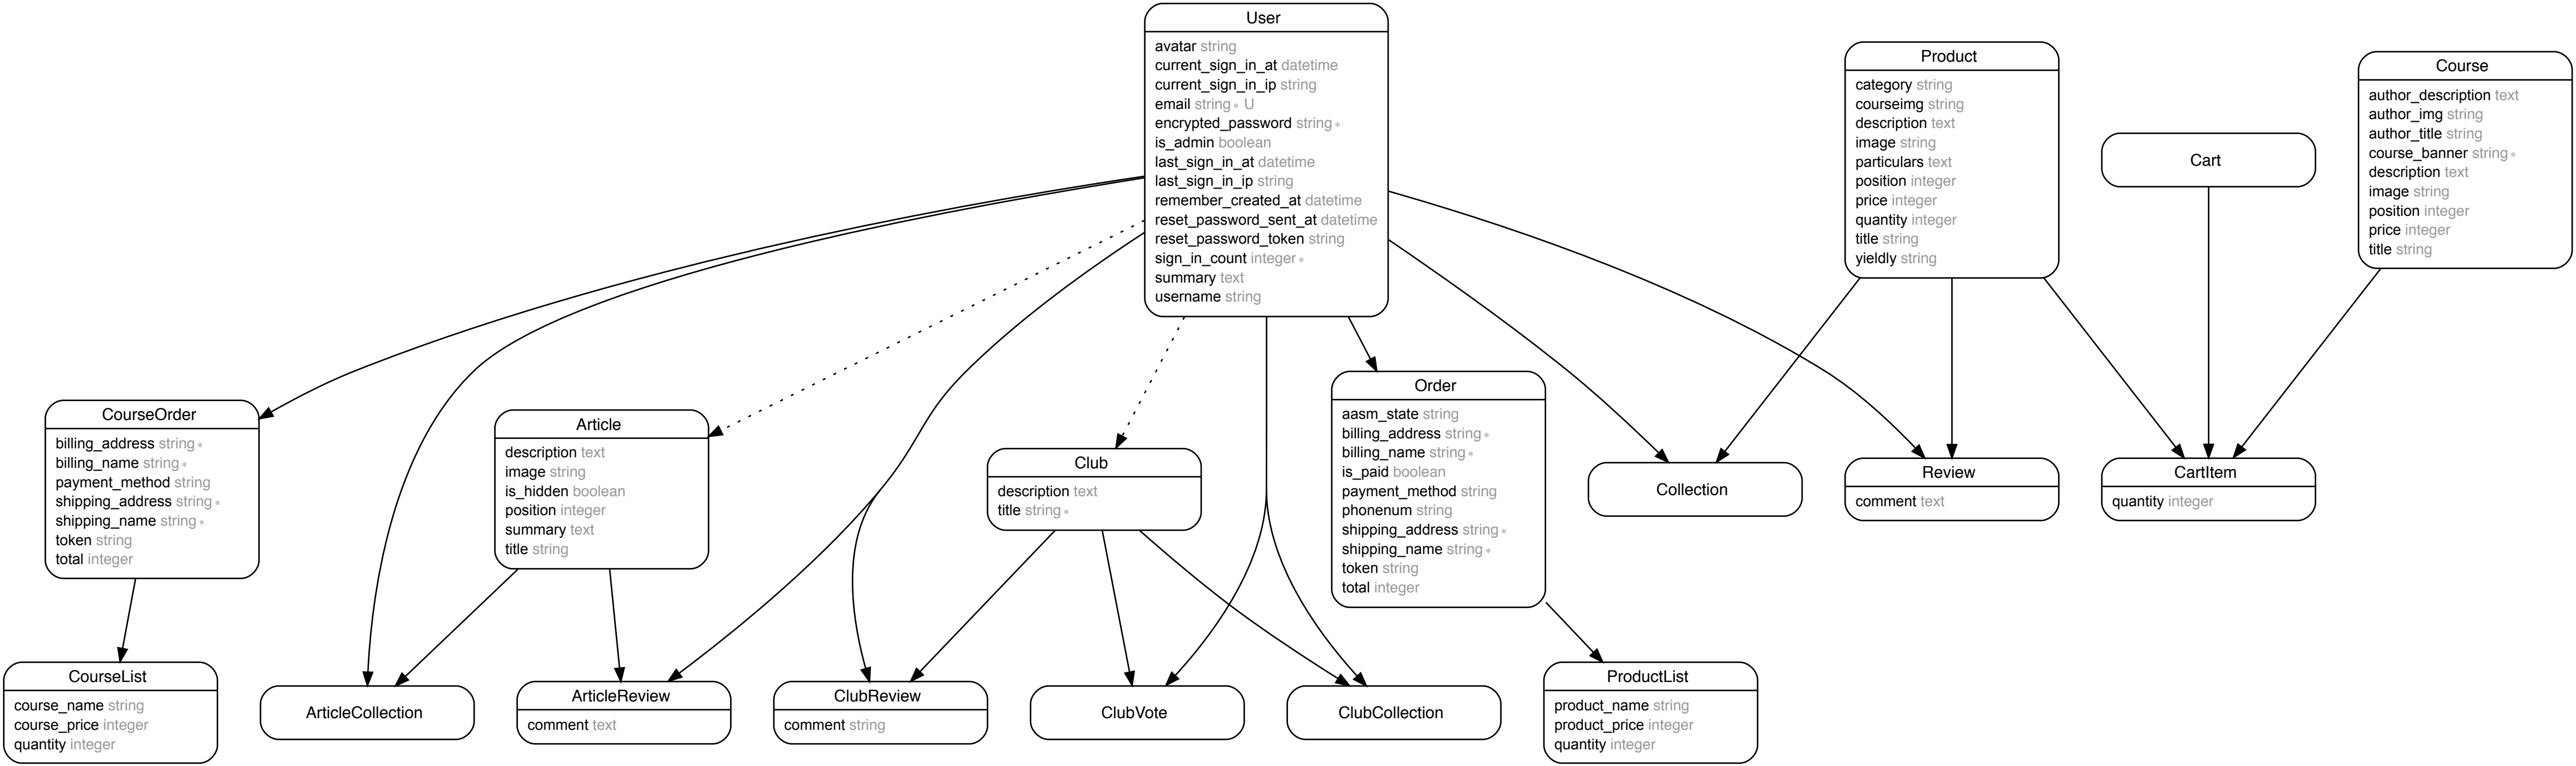 User
avatar string
current_sign_in_at datetime
current_sign_in_ip string
email string * U
encrypted_password string *
is_admin boolean
last_sign_in_at datetime
last_sign_in_ip string
remember_created_at datetime
reset_password_sent_at datetime
reset_password_token string
sign_in_count integer *
summary text
username string
Product
category string
courseimg string
description text
image string
particulars text
position integer
price integer
quantity integer
title string
yieldly string
Cart
Course
author_description text
author_img string
author_title string
course_banner string *
description text
image string
position integer
price integer
title string
CourseOrder
billing_address string *
billing_name string *
payment_method string
shipping_address string *
shipping_name string *
token string
total integer
Article
description text
image string
is_hidden boolean
position integer
summary text
title string
Club
description text
title string *
Order
aasm_state string
billing_address string *
billing_name string *
is_paid boolean
payment_method string
phonenum string
shipping_address string *
shipping_name string *
token string
total integer
Collection
Review
comment text
CartItem
quantity integer
CourseList
course_name string
course_price integer
quantity integer
ArticleCollection
ArticleReview
comment text
ClubReview
comment string
ClubVote
ClubCollection
ProductList
product_name string
product_price integer
quantity integer